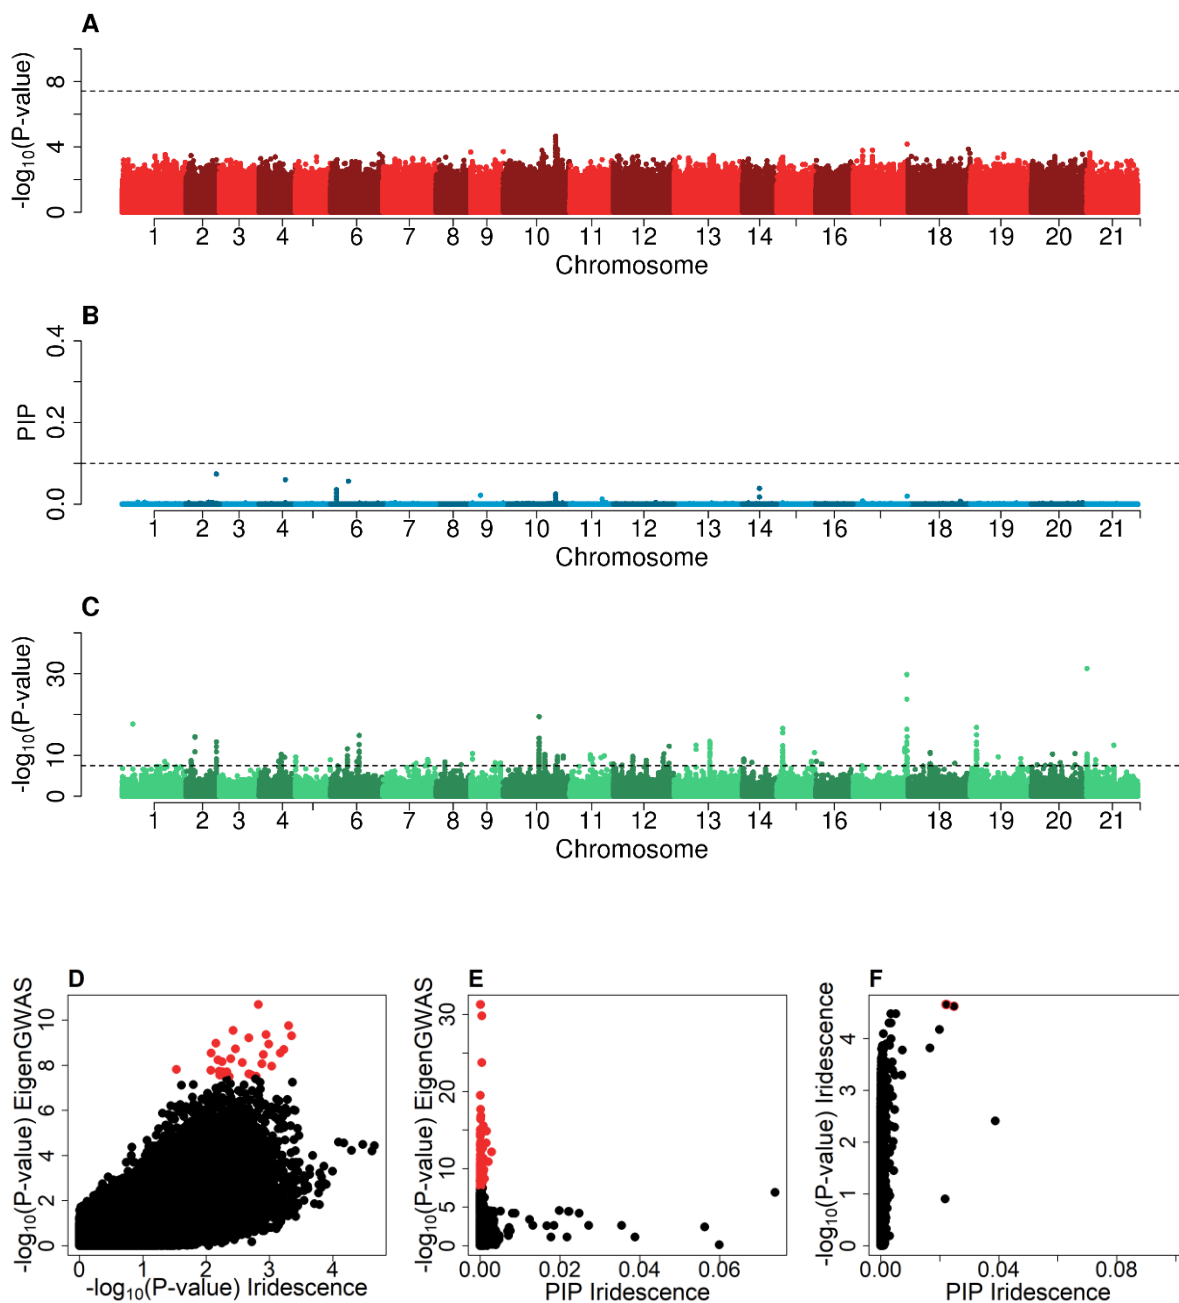 A
-log10(P-value)
8
4
0
1 2 3 4 6 7 8 9 10 11 12 13 14 16 18 19 20 21
Chromosome
B
PIP
0.4
0.2
0.0
1 2 3 4 6 7 8 9 10 11 12 13 14 16 18 19 20 21
Chromosome
C
-log10(P-value)
30
10
0
1 2 3 4 6 7 8 9 10 11 12 13 14 16 18 19 20 21
Chromosome
D
-log10(P-value) EigenGWAS
10
8
6
4
2
0
0 1 2 3 4
-log10(P-value) Iridescence
E
-log10(P-value) EigenGWAS
30
20
10
5
0
0.00 0.02 0.04 0.06
PIP Iridescence
F
-log10(P-value) Iridescence
4
3
2
1
0
0.00 0.04 0.08
PIP Iridescence